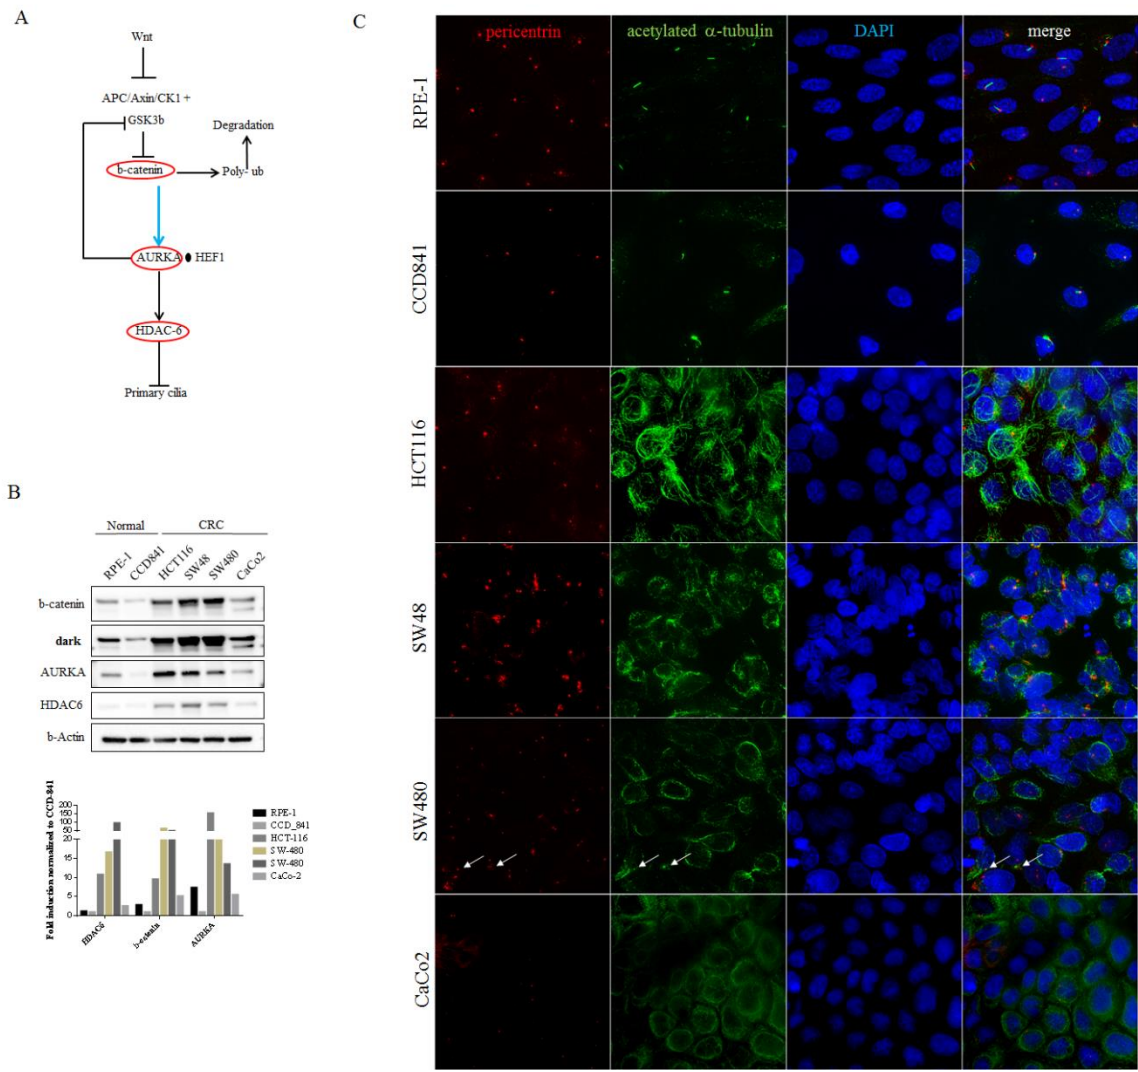 A
Wnt
APC/Axin/CK1 +
GSK3b
Degradation
b-catenin
Poly- ub
AURKA
HEF1
HDAC-6
Primary cilia
B
Normal
CRC
RPE-1
CCD841
HCT116
SW48
SW480
CaCo2
b-catenin
dark
AURKA
HDAC6
b-Actin
Fold induction normalized to CCD-841
200
150
100
50
20
15
10
5
0
HDAC6
b-ctenin
AURKA
RPE-1
CCD_841
HCT-116
SW-480
SW-480
CaCo-2
C
pericentrin
acetylated α-tubulin
DAPI
merge
RPE-1
CCD841
HCT116
SW48
SW480
CaCo2